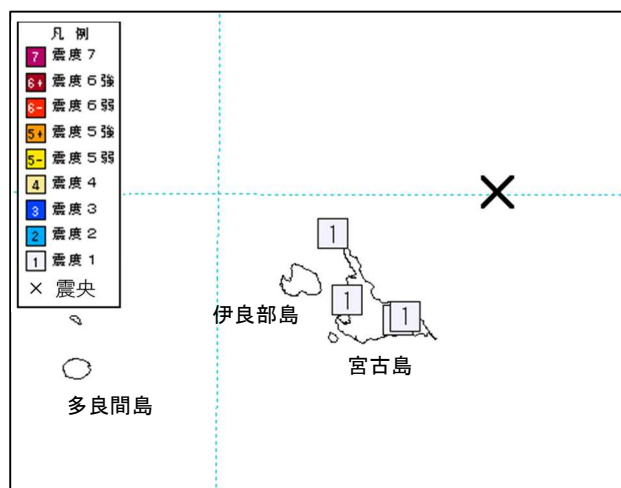 凡例
7 震度7
6+ 震度6強
6- 震度6弱
5+ 震度5強
5- 震度5弱
4 震度4
3 震度3
2 震度2
1 震度1
× 震央
1
1
1
伊良部島
宮古島
多良間島